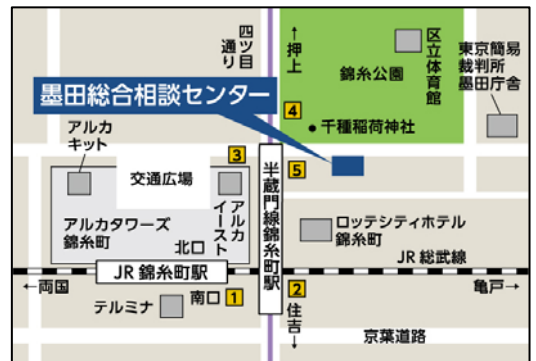 四ツ目
通り
↑押上
区立体育館
錦糸公園
東京簡易
裁判所
墨田庁舎
墨田総合相談センター
4
千種稲荷神社
アルカ
キット
3
5
交通広場
半蔵門線錦糸町駅
アルカ
イースト
アルカタワーズ
錦糸町
ロッテシティホテル
錦糸町
北口
JR 総武線
JR 錦糸町駅
←両国
南口
1
2
亀戸→
テルミナ
住吉↓
京葉道路